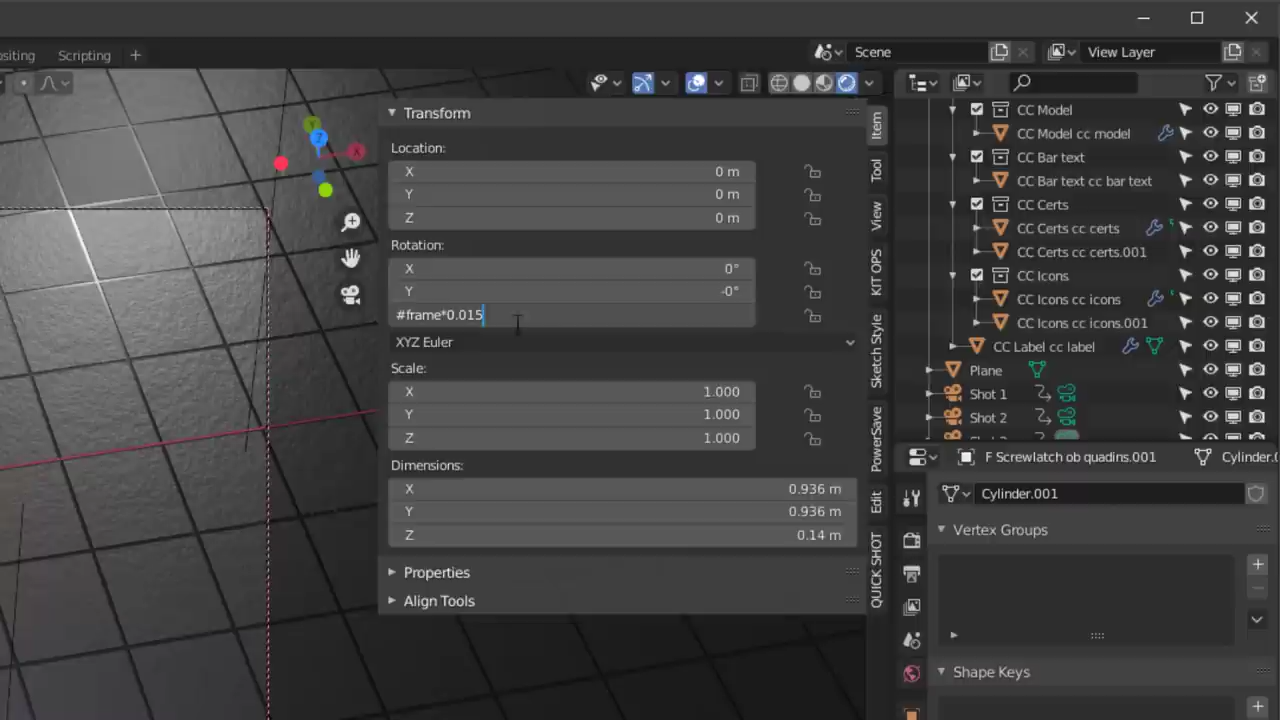 ositing Scripting +
Scene
View Layer
Transform
Location:
X 0 m
Y 0 m
Z 0 m
Rotation:
X 0°
Y -0°
#frame*0.015
XYZ Euler
Scale:
X 1.000
Y 1.000
Z 1.000
Dimensions:
X 0.936 m
Y 0.936 m
Z 0.14 m
Properties
Align Tools
Item
Tool
View
KIT OPS
Sketch Style
PowerSave
Edit
QUICK SHOT
Y
Z
X
CC Model
CC Model cc model
CC Bar text
CC Bar text cc bar text
CC Certs
CC Certs cc certs
CC Certs cc certs.001
CC Icons
CC Icons cc icons
CC Icons cc icons.001
CC Label cc label
Plane
Shot 1
Shot 2
F Screwlatch ob quadins.001
Cylinder.0
Cylinder.001
Vertex Groups
Shape Keys